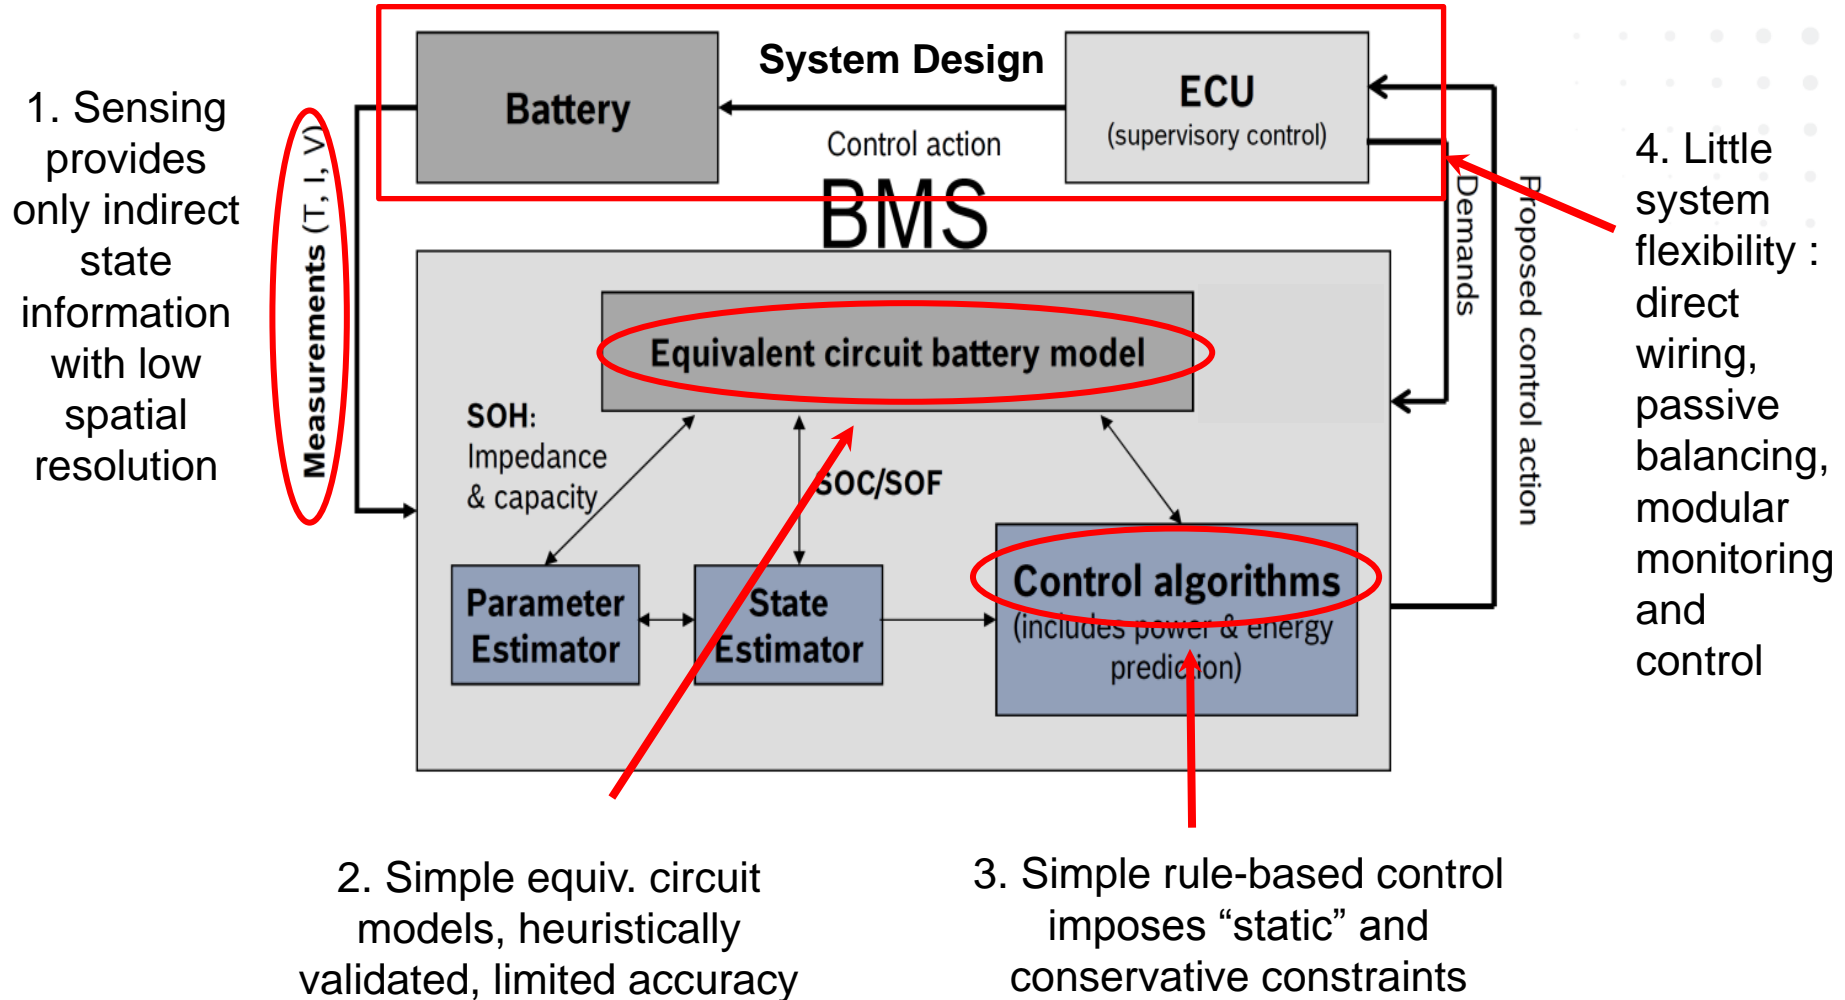 System Design
Battery
ECU
(supervisory control)
Control action
BMS
1. Sensing
provides
only indirect
state
information
with low
spatial
resolution
Measurements (T, I, V)
Demands
Proposed control action
4. Little
system
flexibility :
direct
wiring,
passive
balancing,
modular
monitoring
and
control
Equivalent circuit battery model
SOH:
Impedance
& capacity
SOC/SOF
Parameter
Estimator
State
Estimator
Control algorithms
(includes power & energy
prediction)
2. Simple equiv. circuit
models, heuristically
validated, limited accuracy
3. Simple rule-based control
imposes “static” and
conservative constraints